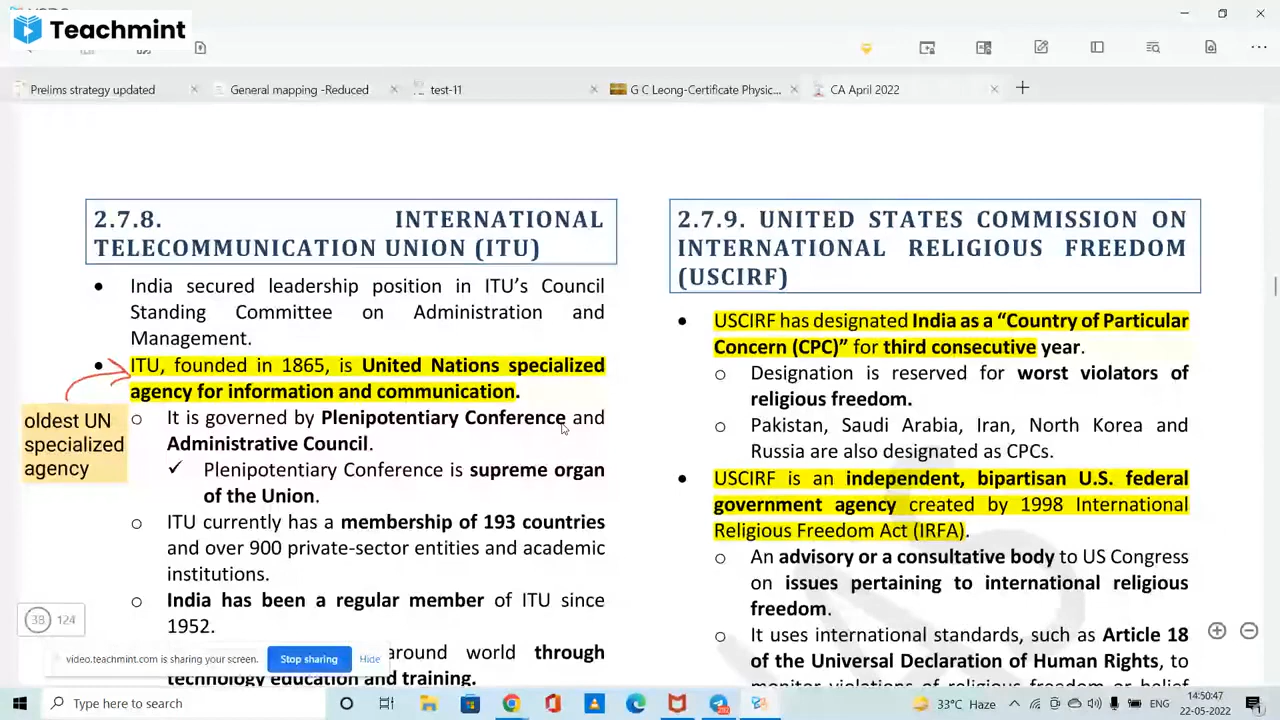 Teachmint
Prelims strategy updated
General mapping -Reduced
test-11
G C Leong-Certificate Physic...
CA April 2022
2.7.8. INTERNATIONAL
TELECOMMUNICATION UNION (ITU)
• India secured leadership position in ITU's Council
Standing Committee on Administration and
Management.
• ITU, founded in 1865, is United Nations specialized
agency for information and communication.
oldest UN
specialized
agency
o It is governed by Plenipotentiary Conference and
Administrative Council.
✓ Plenipotentiary Conference is supreme organ
of the Union.
o ITU currently has a membership of 193 countries
and over 900 private-sector entities and academic
institutions.
o India has been a regular member of ITU since
1952.
around world through
technology education and training.
2.7.9. UNITED STATES COMMISSION ON
INTERNATIONAL RELIGIOUS FREEDOM
(USCIRF)
• USCIRF has designated India as a “Country of Particular
Concern (CPC)” for third consecutive year.
o Designation is reserved for worst violators of
religious freedom.
o Pakistan, Saudi Arabia, Iran, North Korea and
Russia are also designated as CPCs.
• USCIRF is an independent, bipartisan U.S. federal
government agency created by 1998 International
Religious Freedom Act (IRFA).
o An advisory or a consultative body to US Congress
on issues pertaining to international religious
freedom.
o It uses international standards, such as Article 18
of the Universal Declaration of Human Rights, to
monitor violations of religious freedom or belief
38 124
video.teachmint.com is sharing your screen.
Stop sharing
Hide
Type here to search
33°C Haze
ENG
14:50:47
22-05-2022